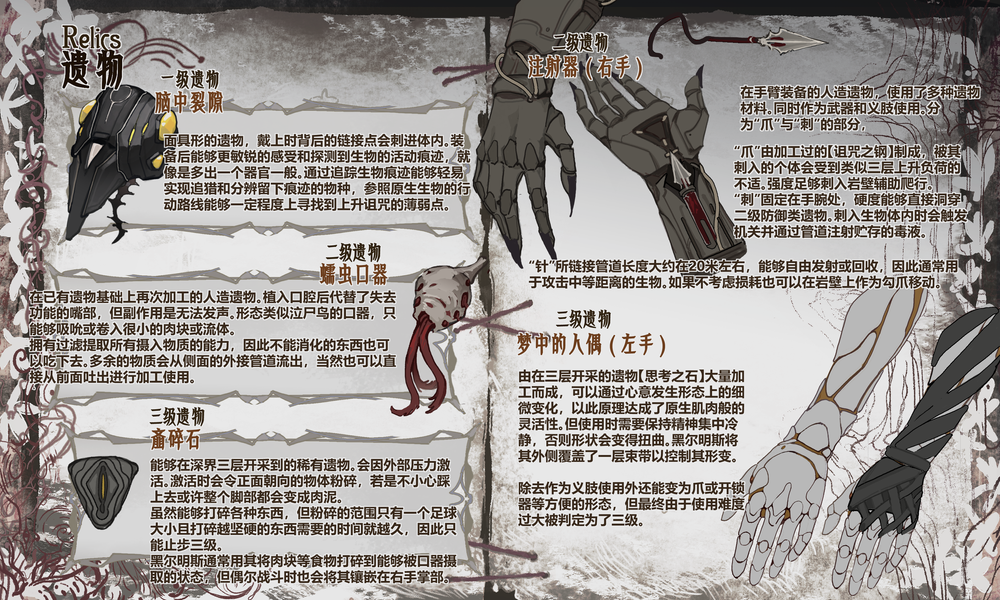 Relics
遗物
一级遗物
脑中裂隙
面具形的遗物，戴上时背后的链接点会刺进体内。装
备后能够更敏锐的感受和探测到生物的活动痕迹，就
像是多出一个器官一般。通过追踪生物痕迹能够轻易
实现追猎和分辨留下痕迹的物种，参照原生生物的行
动路线能够一定程度上寻找到上升诅咒的薄弱点。
二级遗物
蠕虫口器
在已有遗物基础上再次加工的人造遗物。植入口腔后代替了失去
功能的嘴部，但副作用是无法发声。形态类似泣尸鸟的口器，只
能够吸吮或卷入很小的肉块或流体。
拥有过滤提取所有摄入物质的能力，因此不能消化的东西也可
以吃下去。多余的物质会从侧面的外接管道流出，当然也可以直
接从前面吐出进行加工使用。
三级遗物
齑碎石
能够在深界三层开采到的稀有遗物。会因外部压力激
活。激活时会令正面朝向的物体粉碎，若是不小心踩
上去或许整个脚部都会变成肉泥。
虽然能够打碎各种东西，但粉碎的范围只有一个足球
大小且打碎越坚硬的东西需要的时间就越久，因此只
能止步三级。
黑尔明斯通常用其将肉块等食物打碎到能够被口器摄
取的状态，但偶尔战斗时也会将其镶嵌在右手掌部。
二级遗物
注射器（右手）
在手臂装备的人造遗物，使用了多种遗物
材料。同时作为武器和义肢使用。分
为“爪”与“刺”的部分，
“爪”由加工过的【诅咒之钢】制成，被其
刺入的个体会受到类似三层上升负荷的
不适。强度足够刺入岩壁辅助爬行。
“刺”固定在手腕处，硬度能够直接洞穿
二级防御类遗物。刺入生物体内时会触发
机关并通过管道注射贮存的毒液。
“针”所链接管道长度大约在20米左右，能够自由发射或回收，因此通常用
于攻击中等距离的生物。如果不考虑损耗也可以在岩壁上作为勾爪移动。
三级遗物
梦中的人偶（左手）
由在三层开采的遗物【思考之石】大量加
工而成，可以通过心意发生形态上的细
微变化，以此原理达成了原生肌肉般的
灵活性。但使用时需要保持精神集中冷
静，否则形状会变得扭曲。黑尔明斯将
其外侧覆盖了一层束带以控制其形变。
除去作为义肢使用外还能变为爪或开锁
器等方便的形态，但最终由于使用难度
过大被判定为了三级。